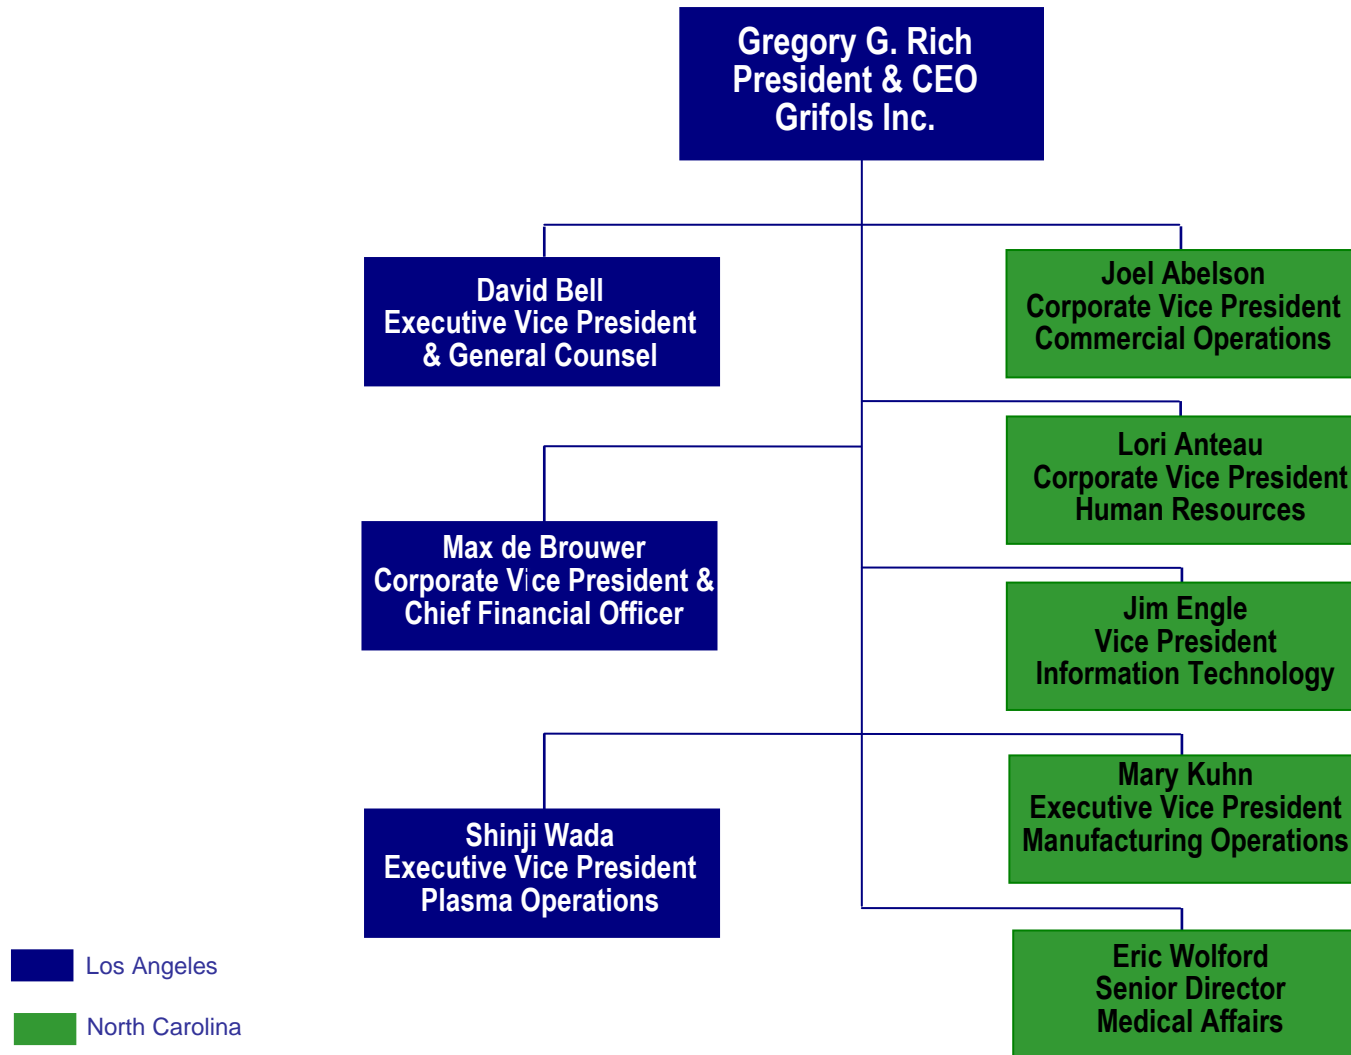 Gregory G. Rich
President & CEO
Grifols Inc.
David Bell
Executive Vice President
& General Counsel
Joel Abelson
Corporate Vice President
Commercial Operations
Lori Anteau
Corporate Vice President
Human Resources
Max de Brouwer
Corporate Vice President &
Chief Financial Officer
Jim Engle
Vice President
Information Technology
Shinji Wada
Executive Vice President
Plasma Operations
Mary Kuhn
Executive Vice President
Manufacturing Operations
Eric Wolford
Senior Director
Medical Affairs
Los Angeles
North Carolina